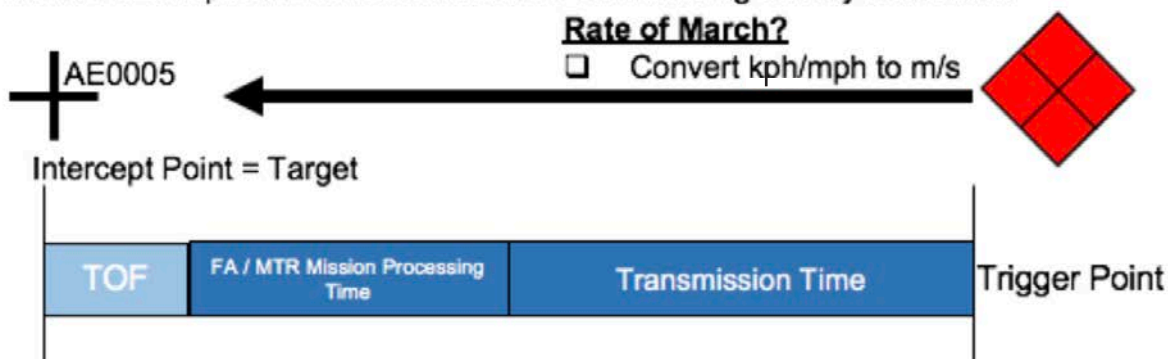 Rate of March?
❑ Convert kph/mph to m/s
AE0005
Intercept Point = Target
TOF
FA / MTR Mission Processing
Time
Transmission Time
Trigger Point